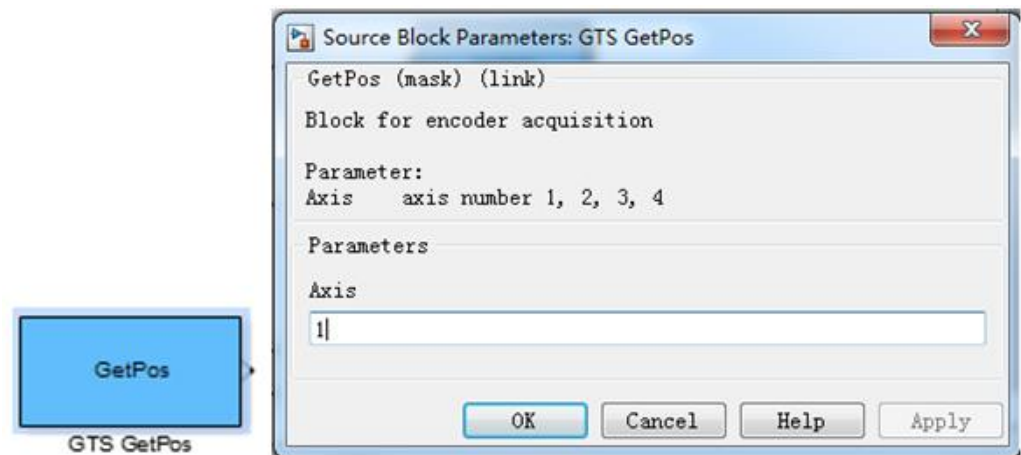 Source Block Parameters: GTS GetPos
GetPos (mask) (link)
Block for encoder acquisition
Parameter:
Axis axis number 1, 2, 3, 4
Parameters
Axis
1
OK Cancel Help Apply
GetPos
GTS GetPos